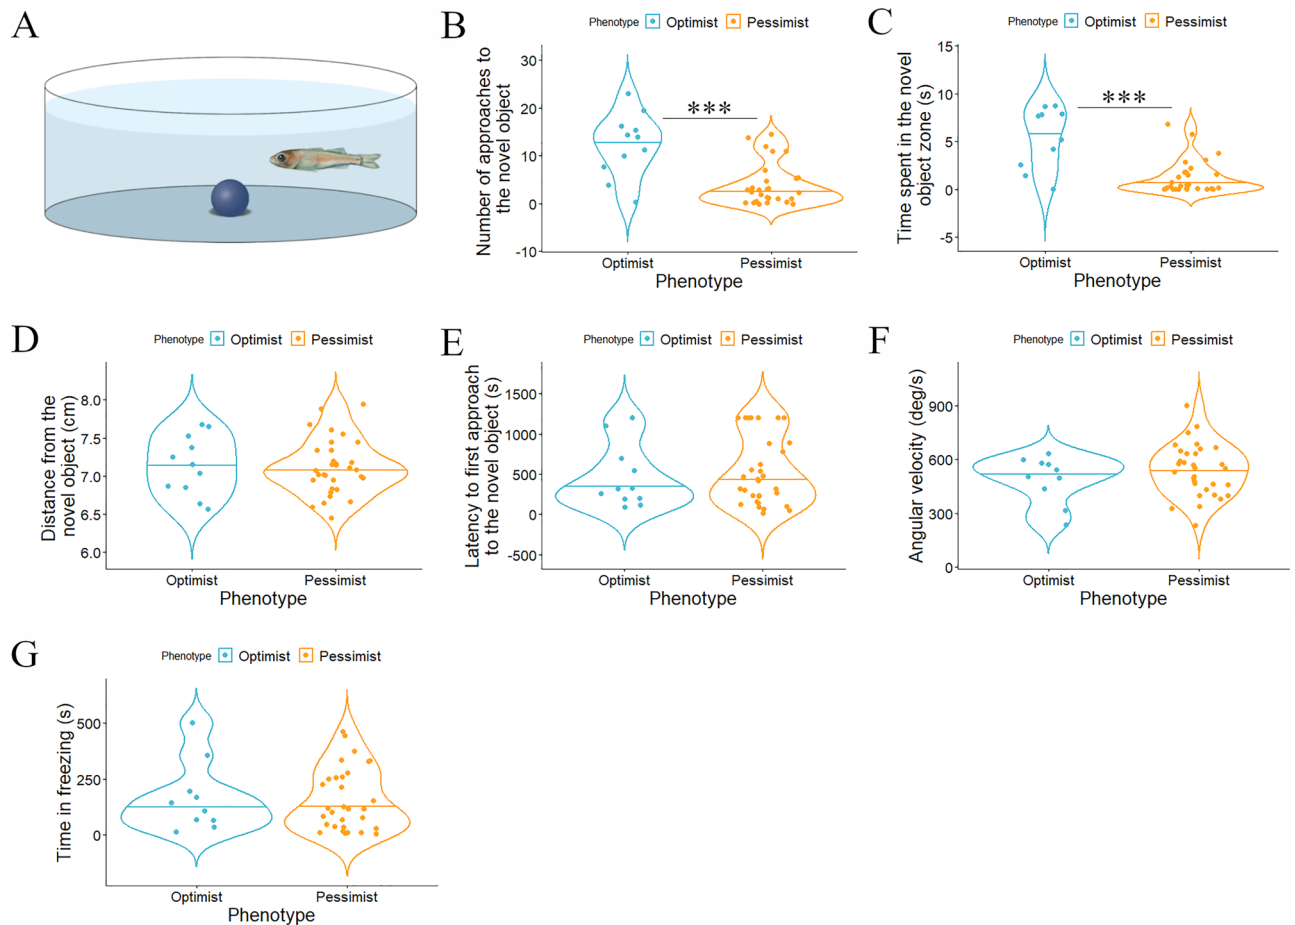 A
B
Phenotype Optimist Pessimist
Number of approaches to
the novel object
30
20
10
0
-10
***
Optimist Pessimist
Phenotype
C
Phenotype Optimist Pessimist
Time spent in the novel
object zone (s)
15
10
5
0
-5
***
Optimist Pessimist
Phenotype
D
Phenotype Optimist Pessimist
Distance from the
novel object (cm)
8.0
7.5
7.0
6.5
6.0
Optimist Pessimist
Phenotype
E
Phenotype Optimist Pessimist
Latency to first approach
to the novel object (s)
1500
1000
500
0
-500
Optimist Pessimist
Phenotype
F
Phenotype Optimist Pessimist
Angular velocity (deg/s)
900
600
300
0
Optimist Pessimist
Phenotype
G
Phenotype Optimist Pessimist
Time in freezing (s)
500
250
0
Optimist Pessimist
Phenotype